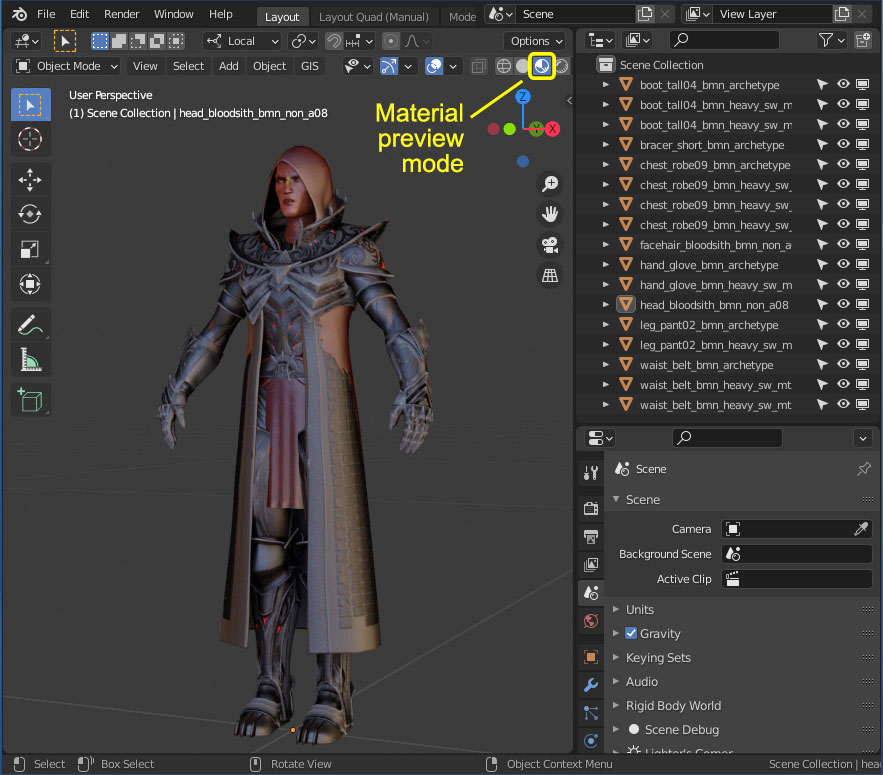 File Edit Render Window Help Layout Layout Quad (Manual) Mode Scene View Layer
Local Options
Object Mode View Select Add Object GIS
User Perspective
(1) Scene Collection | head_bloodsith_bmn_non_a08
Material
preview
mode
Z
Y X
Scene Collection
boot_tall04_bmn_archetype
boot_tall04_bmn_heavy_sw_m
boot_tall04_bmn_heavy_sw_m
bracer_short_bmn_archetype
chest_robe09_bmn_archetype
chest_robe09_bmn_heavy_sw_
chest_robe09_bmn_heavy_sw_
chest_robe09_bmn_heavy_sw_
facehair_bloodsith_bmn_non_a
hand_glove_bmn_archetype
hand_glove_bmn_heavy_sw_m
head_bloodsith_bmn_non_a08
leg_pant02_bmn_archetype
leg_pant02_bmn_heavy_sw_m
waist_belt_bmn_archetype
waist_belt_bmn_heavy_sw_mt
waist_belt_bmn_heavy_sw_mt
Scene
Scene
Camera
Background Scene
Active Clip
Units
Gravity
Keying Sets
Audio
Rigid Body World
Scene Debug
Lighter's Corner
Select Box Select Rotate View Object Context Menu Scene Collection | hea